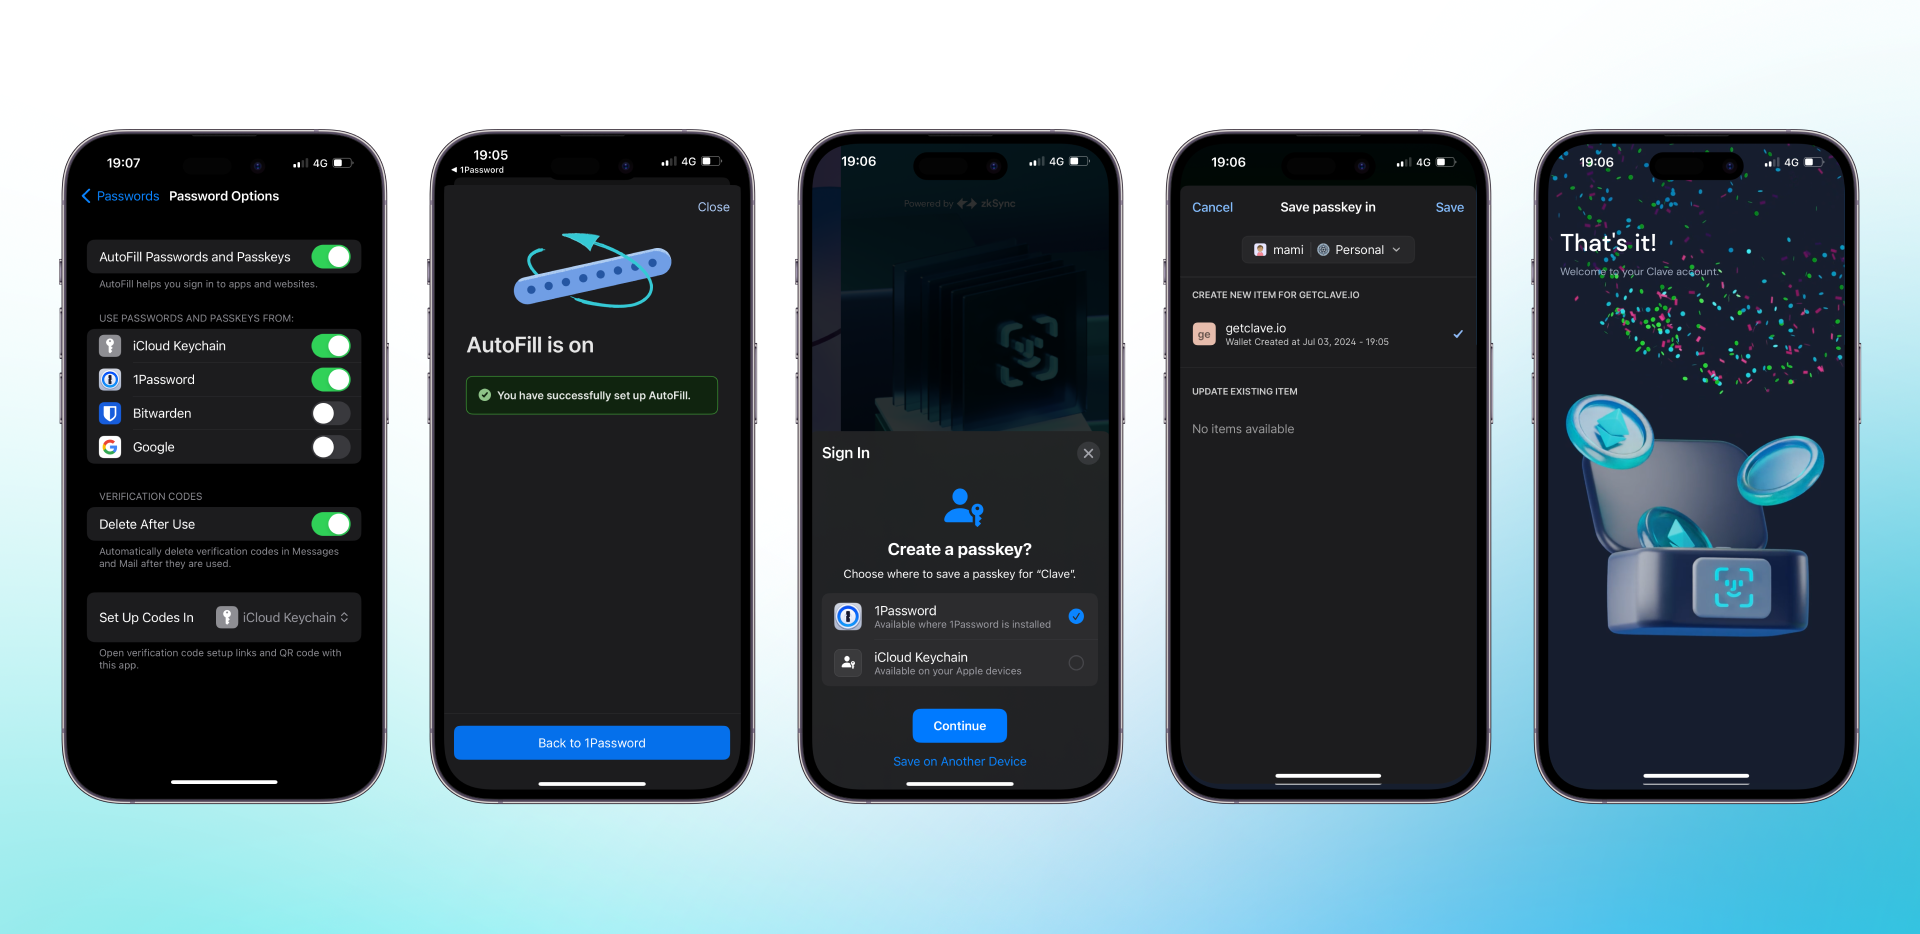 19:07
4G
Passwords
Password Options
AutoFill Passwords and Passkeys
AutoFill helps you sign in to apps and websites.
USE PASSWORDS AND PASSKEYS FROM:
iCloud Keychain
1Password
Bitwarden
Google
VERIFICATION CODES
Delete After Use
Automatically delete verification codes in Messages
and Mail after they are used.
Set Up Codes In
iCloud Keychain
Open verification code setup links and QR code with
this app.
19:05
4G
1Password
Close
AutoFill is on
You have successfully set up AutoFill.
Back to 1Password
19:06
4G
Powered by zkSync
Sign In
Create a passkey?
Choose where to save a passkey for “Clave”.
1Password
Available where 1Password is installed
iCloud Keychain
Available on your Apple devices
Continue
Save on Another Device
19:06
4G
Cancel
Save passkey in
Save
mami
Personal
CREATE NEW ITEM FOR GETCLAVE.IO
ge
getclave.io
Wallet Created at Jul 03, 2024 - 19:05
UPDATE EXISTING ITEM
No items available
19:06
4G
That's it!
Welcome to your Clave account.